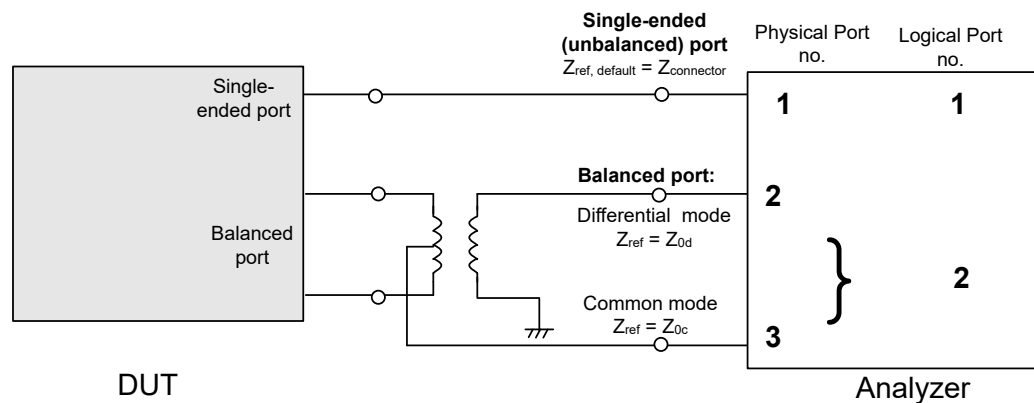 Single-ended
(unbalanced) port
Zref, default = Zconnector
Physical Port
no.
Logical Port
no.
Single-
ended port
1
1
Balanced port:
2
Differential mode
Zref = Z0d
Balanced
port
2
Common mode
Zref = Z0c
3
DUT
Analyzer